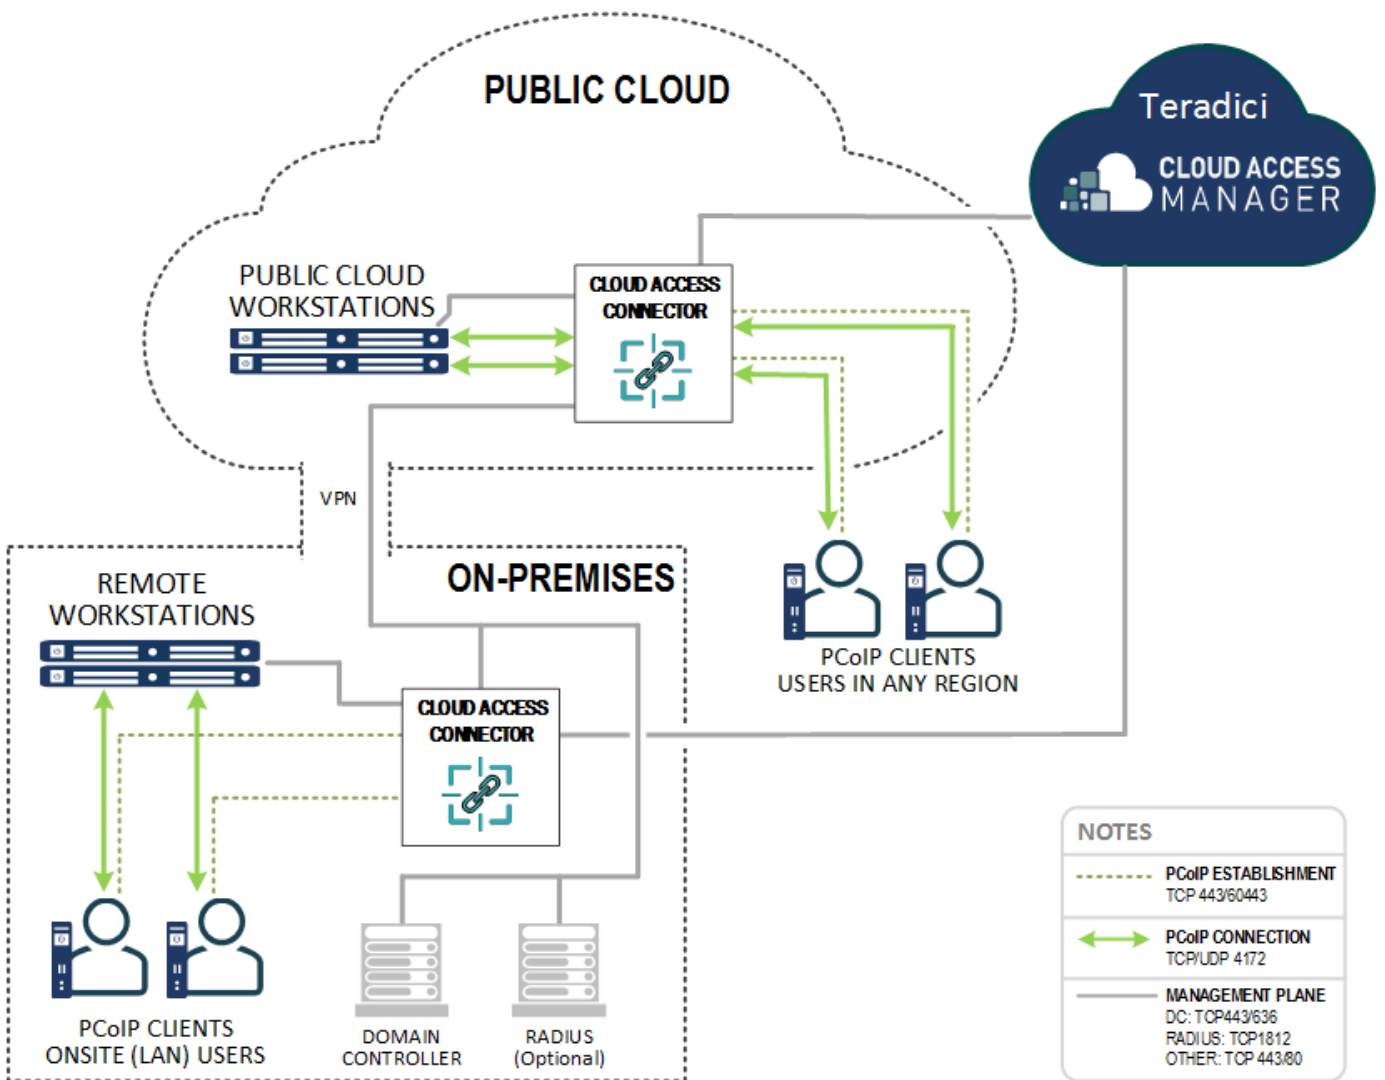 PUBLIC CLOUD
Teradici
CLOUD ACCESS
MANAGER
PUBLIC CLOUD
WORKSTATIONS
CLOUD ACCESS
CONNECTOR
VPN
ON-PREMISES
REMOTE
WORKSTATIONS
PCoIP CLIENTS
USERS IN ANY REGION
CLOUD ACCESS
CONNECTOR
PCoIP CLIENTS
ONSITE (LAN) USERS
DOMAIN
CONTROLLER
RADIUS
(Optional)
NOTES
PCoIP ESTABLISHMENT
TCP 443/60443
PCoIP CONNECTION
TCP/UDP 4172
MANAGEMENT PLANE
DC: TCP443/636
RADIUS: TCP1812
OTHER: TCP 443/80